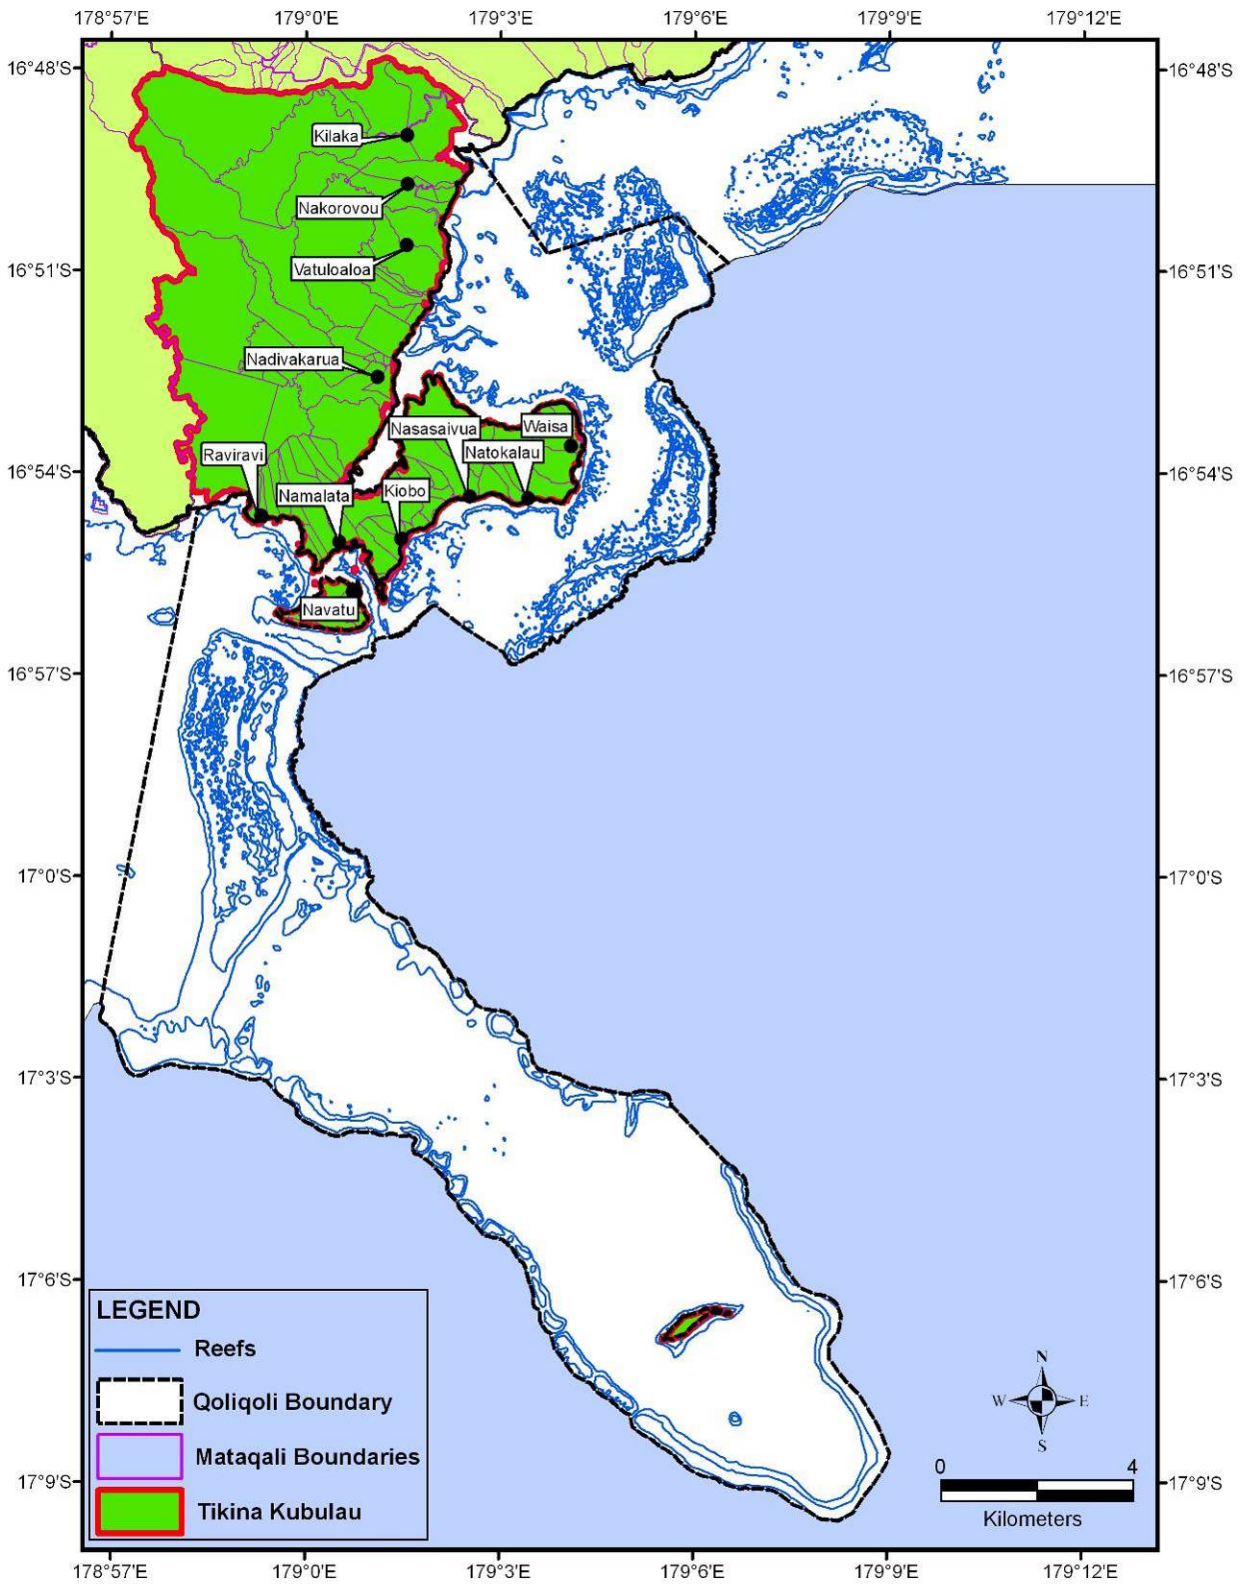 178°57'E 179°0'E 179°3'E 179°6'E 179°9'E 179°12'E
16°48'S 16°48'S
Kilaka
Nakorovou
Vatuloaloa
16°51'S 16°51'S
Nadivakarua
Nasasaivua Waisa
Raviravi Natokalau
16°54'S 16°54'S
Namalata Kiobo
Navatu
16°57'S 16°57'S
17°0'S 17°0'S
17°3'S 17°3'S
17°6'S 17°6'S
LEGEND
Reefs
Qoliqoli Boundary
Mataqali Boundaries
Tikina Kubulau
N
W E
S
17°9'S 17°9'S
0 4
Kilometers
178°57'E 179°0'E 179°3'E 179°6'E 179°9'E 179°12'E